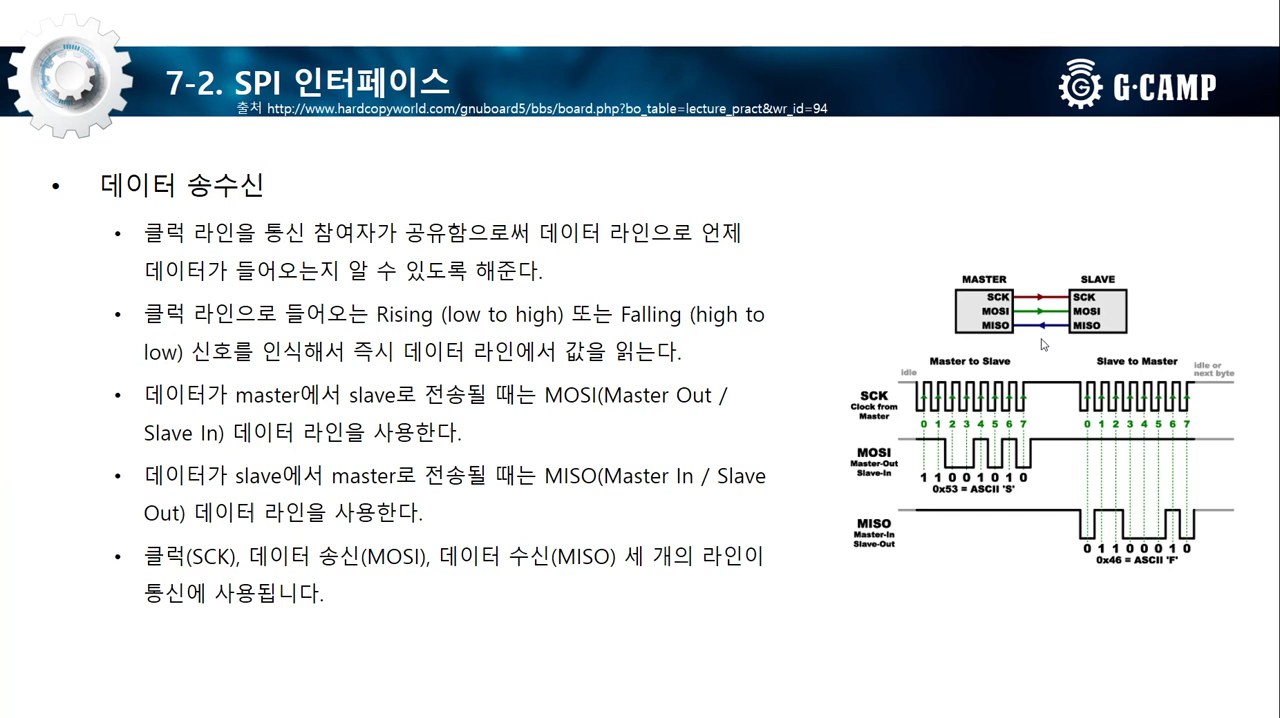 7-2. SPI 인터페이스
출처 http://www.hardcopyworld.com/gnuboard5/bbs/board.php?bo_table=lecture_pract&wr_id=94
G·CAMP
• 데이터 송수신
• 클럭 라인을 통신 참여자가 공유함으로써 데이터 라인으로 언제
데이터가 들어오는지 알 수 있도록 해준다.
• 클럭 라인으로 들어오는 Rising (low to high) 또는 Falling (high to
low) 신호를 인식해서 즉시 데이터 라인에서 값을 읽는다.
• 데이터가 master에서 slave로 전송될 때는 MOSI(Master Out /
Slave In) 데이터 라인을 사용한다.
• 데이터가 slave에서 master로 전송될 때는 MISO(Master In / Slave
Out) 데이터 라인을 사용한다.
• 클럭(SCK), 데이터 송신(MOSI), 데이터 수신(MISO) 세 개의 라인이
통신에 사용됩니다.
MASTER SLAVE
SCK SCK
MOSI MOSI
MISO MISO
Master to Slave Slave to Master
idle idle or
next byte
SCK
Clock from
Master
0 1 2 3 4 5 6 7 0 1 2 3 4 5 6 7
MOSI
Master-Out
Slave-In
1 1 0 0 1 0 1 0
0x53 = ASCII 'S'
MISO
Master-In
Slave-Out
0 1 1 0 0 0 1 0
0x46 = ASCII 'F'